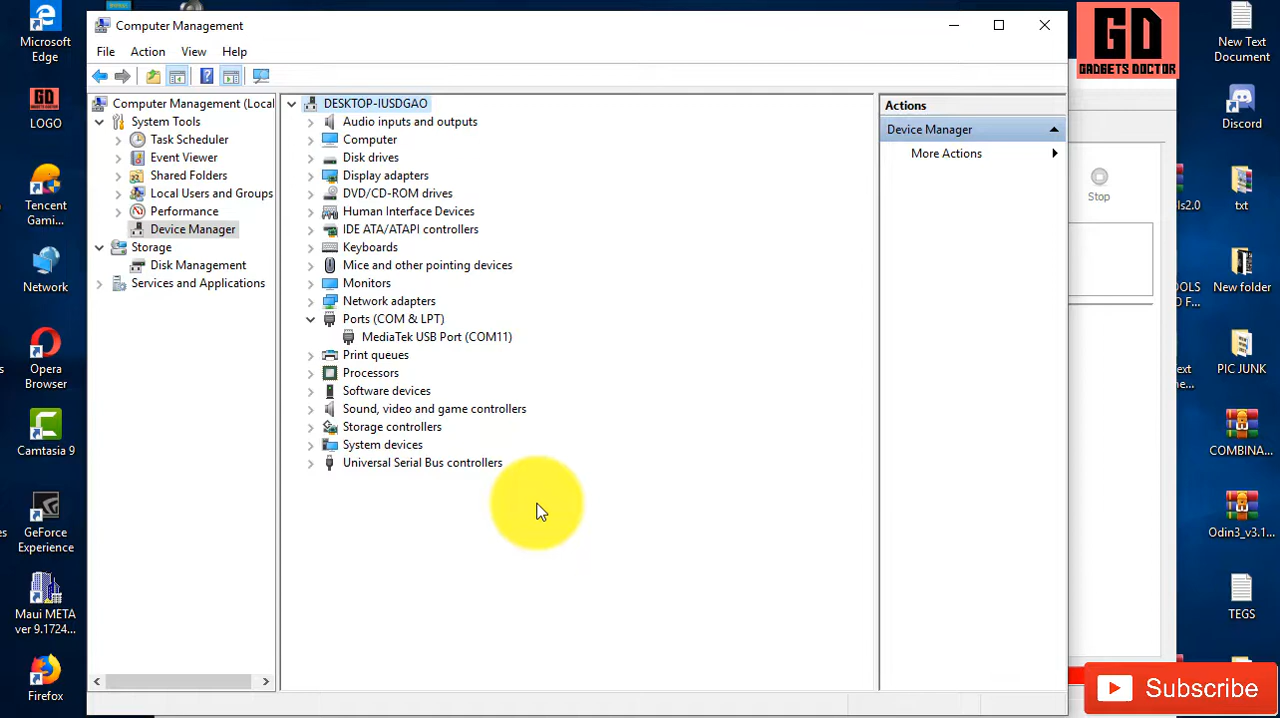 Microsoft
Edge
LOGO
Tencent
Gami...
Network
Opera
Browser
Camtasia 9
GeForce
Experience
Maui META
ver 9.1724...
Firefox
Computer Management
File
Action
View
Help
Computer Management (Local
System Tools
Task Scheduler
Event Viewer
Shared Folders
Local Users and Groups
Performance
Device Manager
Storage
Disk Management
Services and Applications
DESKTOP-IUSDGAO
Audio inputs and outputs
Computer
Disk drives
Display adapters
DVD/CD-ROM drives
Human Interface Devices
IDE ATA/ATAPI controllers
Keyboards
Mice and other pointing devices
Monitors
Network adapters
Ports (COM & LPT)
MediaTek USB Port (COM11)
Print queues
Processors
Software devices
Sound, video and game controllers
Storage controllers
System devices
Universal Serial Bus controllers
Actions
Device Manager
More Actions
GD
GADGETS DOCTOR
Stop
New Text
Document
Discord
txt
New folder
PIC JUNK
COMBINA...
Odin3_v3.1...
TEGS
Subscribe